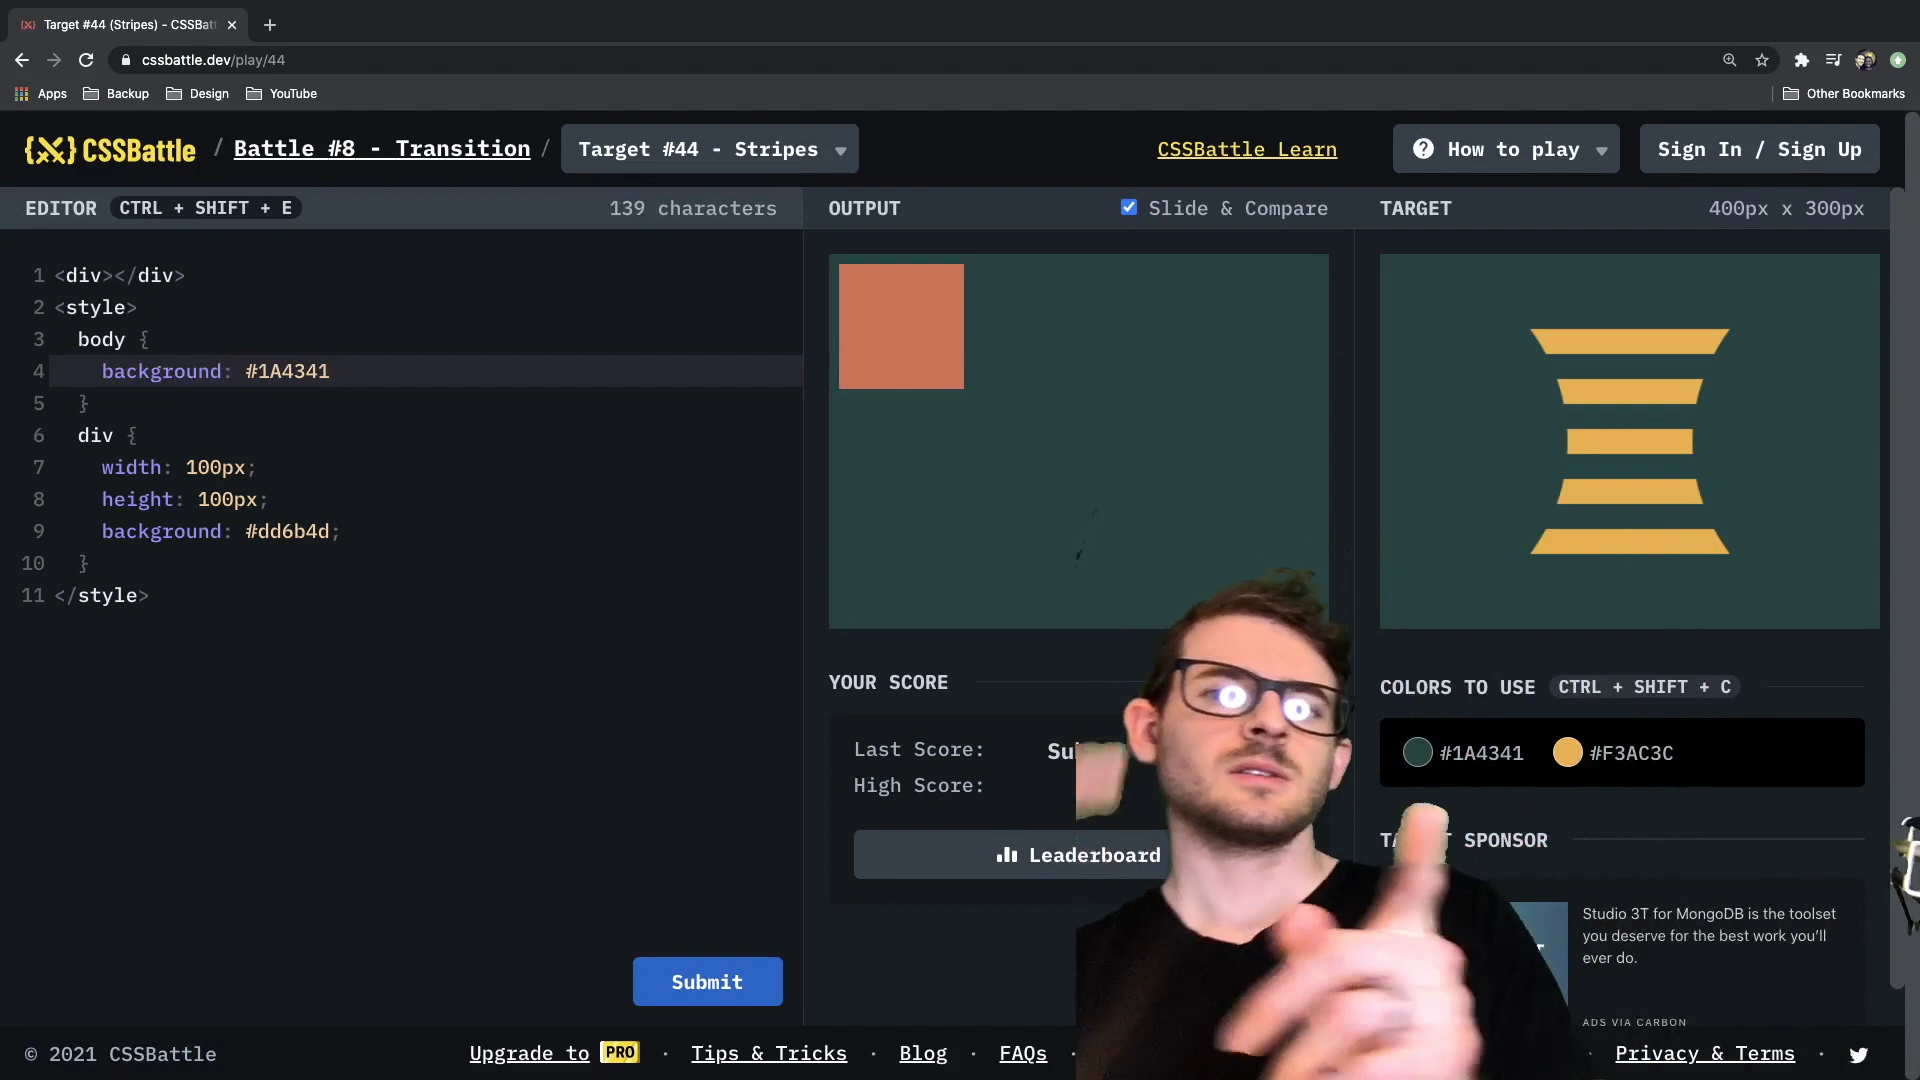 Target #44 (Stripes) - CSSBat
cssbattle.dev/play/44
Apps Backup Design YouTube Other Bookmarks
{X} CSSBattle / Battle #8 - Transition / Target #44 - Stripes CSSBattle Learn How to play Sign In / Sign Up
EDITOR CTRL + SHIFT + E 139 characters OUTPUT Slide & Compare TARGET 400px x 300px
1 <div></div>
2 <style>
3 body {
4 background: #1A4341
5 }
6 div {
7 width: 100px;
8 height: 100px;
9 background: #dd6b4d;
10 }
11 </style>
YOUR SCORE
Last Score:
High Score:
Leaderboard
COLORS TO USE CTRL + SHIFT + C
#1A4341 #F3AC3C
SPONSOR
Studio 3T for MongoDB is the toolset
you deserve for the best work you'll
ever do.
ADS VIA CARBON
Submit
© 2021 CSSBattle Upgrade to PRO · Tips & Tricks · Blog · FAQs · Privacy & Terms ·